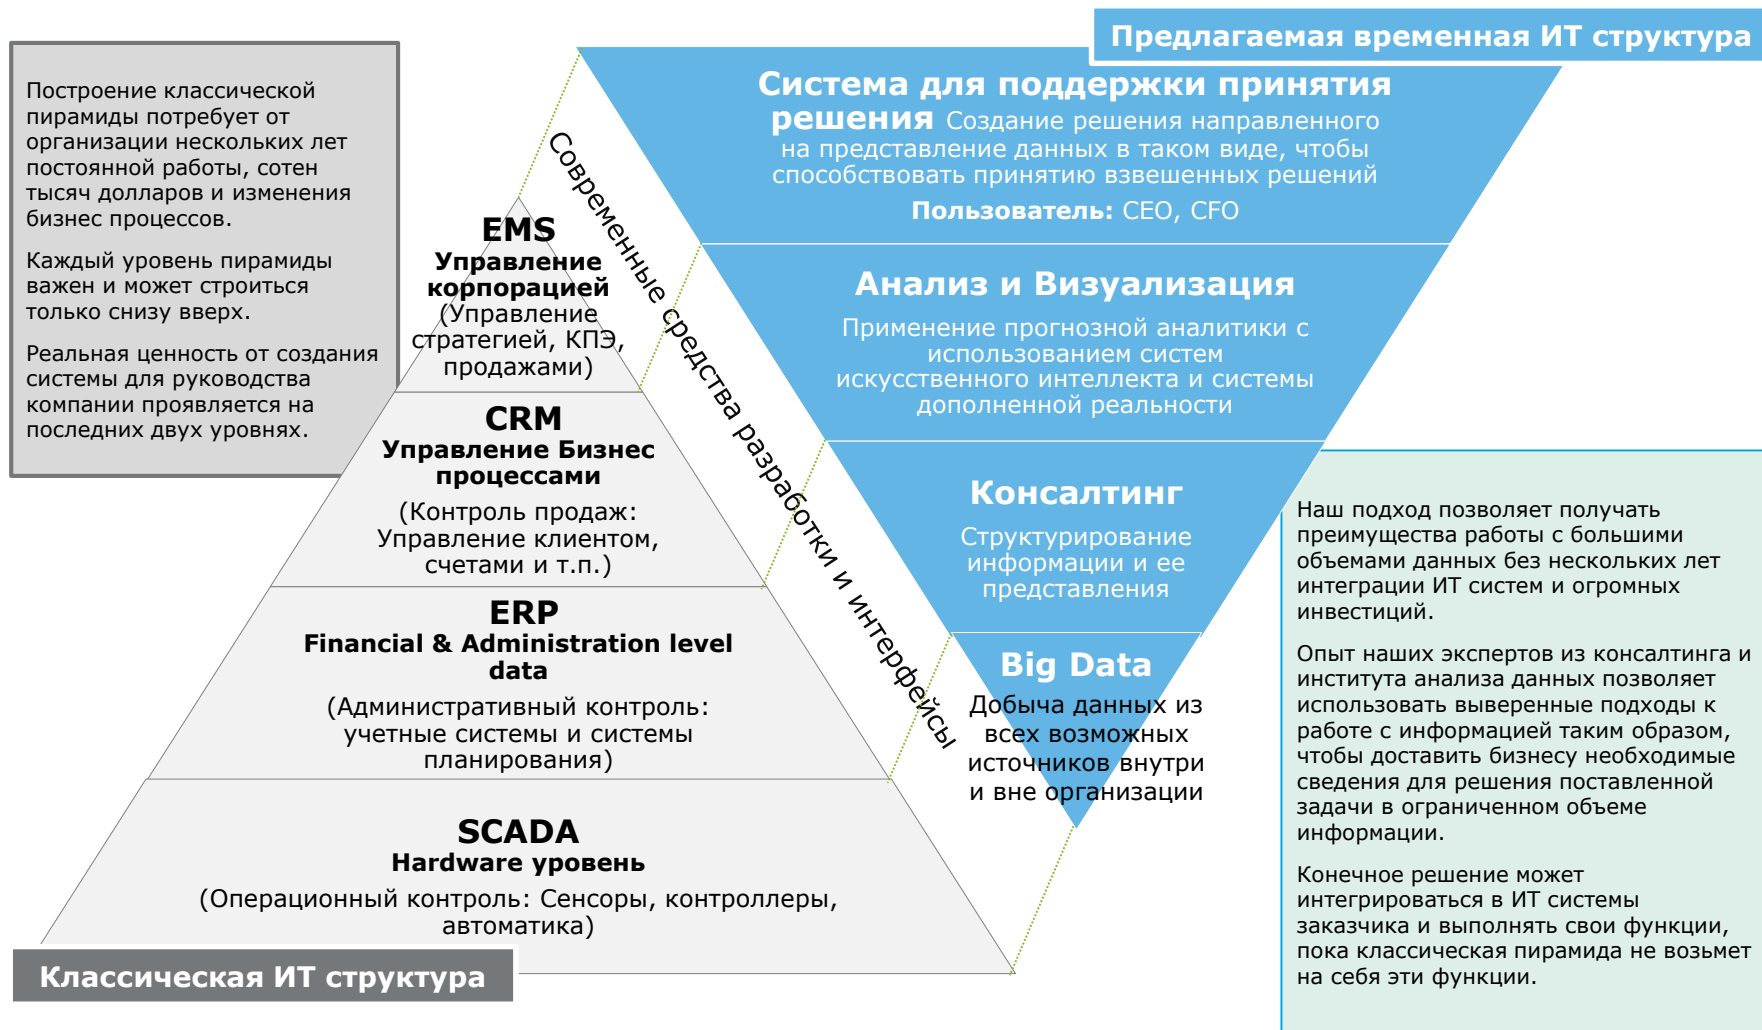 Предлагаемая временная ИТ структура
Построение классической
пирамиды потребует от
организации нескольких лет
постоянной работы, сотен
тысяч долларов и изменения
бизнес процессов.
Каждый уровень пирамиды
важен и может строиться
только снизу вверх.
Реальная ценность от создания
системы для руководства
компании проявляется на
последних двух уровнях.
EMS
Управление
корпорацией
(Управление
стратегией, КПЭ,
продажами)
CRM
Управление Бизнес
процессами
(Контроль продаж:
Управление клиентом,
счетами и т.п.)
ERP
Financial & Administration level
data
(Административный контроль:
учетные системы и системы
планирования)
SCADA
Hardware уровень
(Операционный контроль: Сенсоры, контроллеры,
автоматика)
Классическая ИТ структура
Современные средства разработки и интерфейсы
Система для поддержки принятия
решения Создание решения направленного
на представление данных в таком виде, чтобы
способствовать принятию взвешенных решений
Пользователь: CEO, CFO
Анализ и Визуализация
Применение прогнозной аналитики с
использованием систем
искусственного интеллекта и системы
дополненной реальности
Консалтинг
Структурирование
информации и ее
представления
Big Data
Добыча данных из
всех возможных
источников внутри
и вне организации
Наш подход позволяет получать
преимущества работы с большими
объемами данных без нескольких лет
интеграции ИТ систем и огромных
инвестиций.
Опыт наших экспертов из консалтинга и
института анализа данных позволяет
использовать выверенные подходы к
работе с информацией таким образом,
чтобы доставить бизнесу необходимые
сведения для решения поставленной
задачи в ограниченном объеме
информации.
Конечное решение может
интегрироваться в ИТ системы
заказчика и выполнять свои функции,
пока классическая пирамида не возьмет
на себя эти функции.